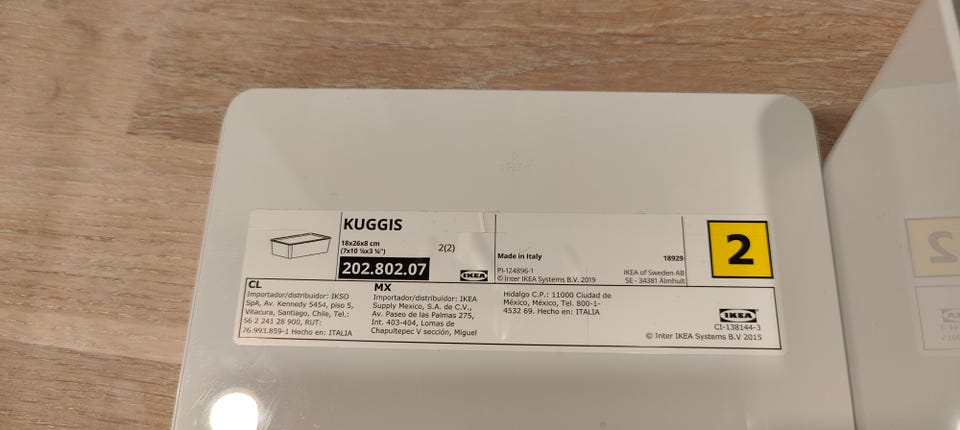 KUGGIS
18x26x8 cm
(7x10 ¼x3 ¼")
2(2)
202.802.07
IKEA
Made in Italy
18929
PI-124896-1
© Inter IKEA Systems B.V. 2019
IKEA of Sweden AB
SE - 34381 Älmhult
2
CL
Importador/distribuidor: IKSO
SpA, Av. Kennedy 5454, piso 5,
Vitacura, Santiago, Chile, Tel.:
56 2 241 28 900, RUT:
76.993.859-1 Hecho en: ITALIA
MX
Importador/distribuidor: IKEA
Supply Mexico, S.A. de C.V.,
Av. Paseo de las Palmas 275,
Int. 403-404, Lomas de
Chapultepec V sección, Miguel
Hidalgo C.P.: 11000 Ciudad de
México, México, Tel. 800-1-
4532 69. Hecho en: ITALIA
IKEA
CI-138144-3
© Inter IKEA Systems B.V 2015
2